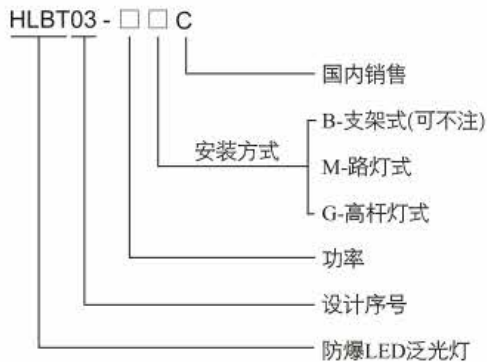 HLBT03-□□C
国内销售
B-支架式(可不注)
安装方式
M-路灯式
G-高杆灯式
功率
设计序号
防爆LED泛光灯